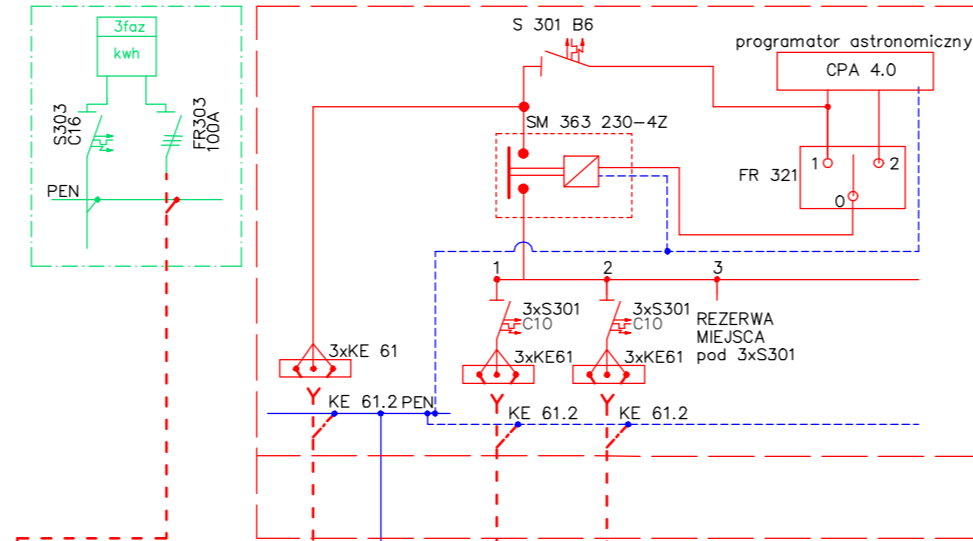 3faz
kwh
S303
C16
FR303
100A
PEN
S 301 B6
programator astronomiczny
CPA 4.0
SM 363 230-4Z
FR 321
1
2
0
1
2
3
3xS301
C10
3xS301
C10
REZERWA
MIEJSCA
pod 3xS301
3xKE 61
3xKE61
3xKE61
KE 61.2
PEN
KE 61.2
KE 61.2